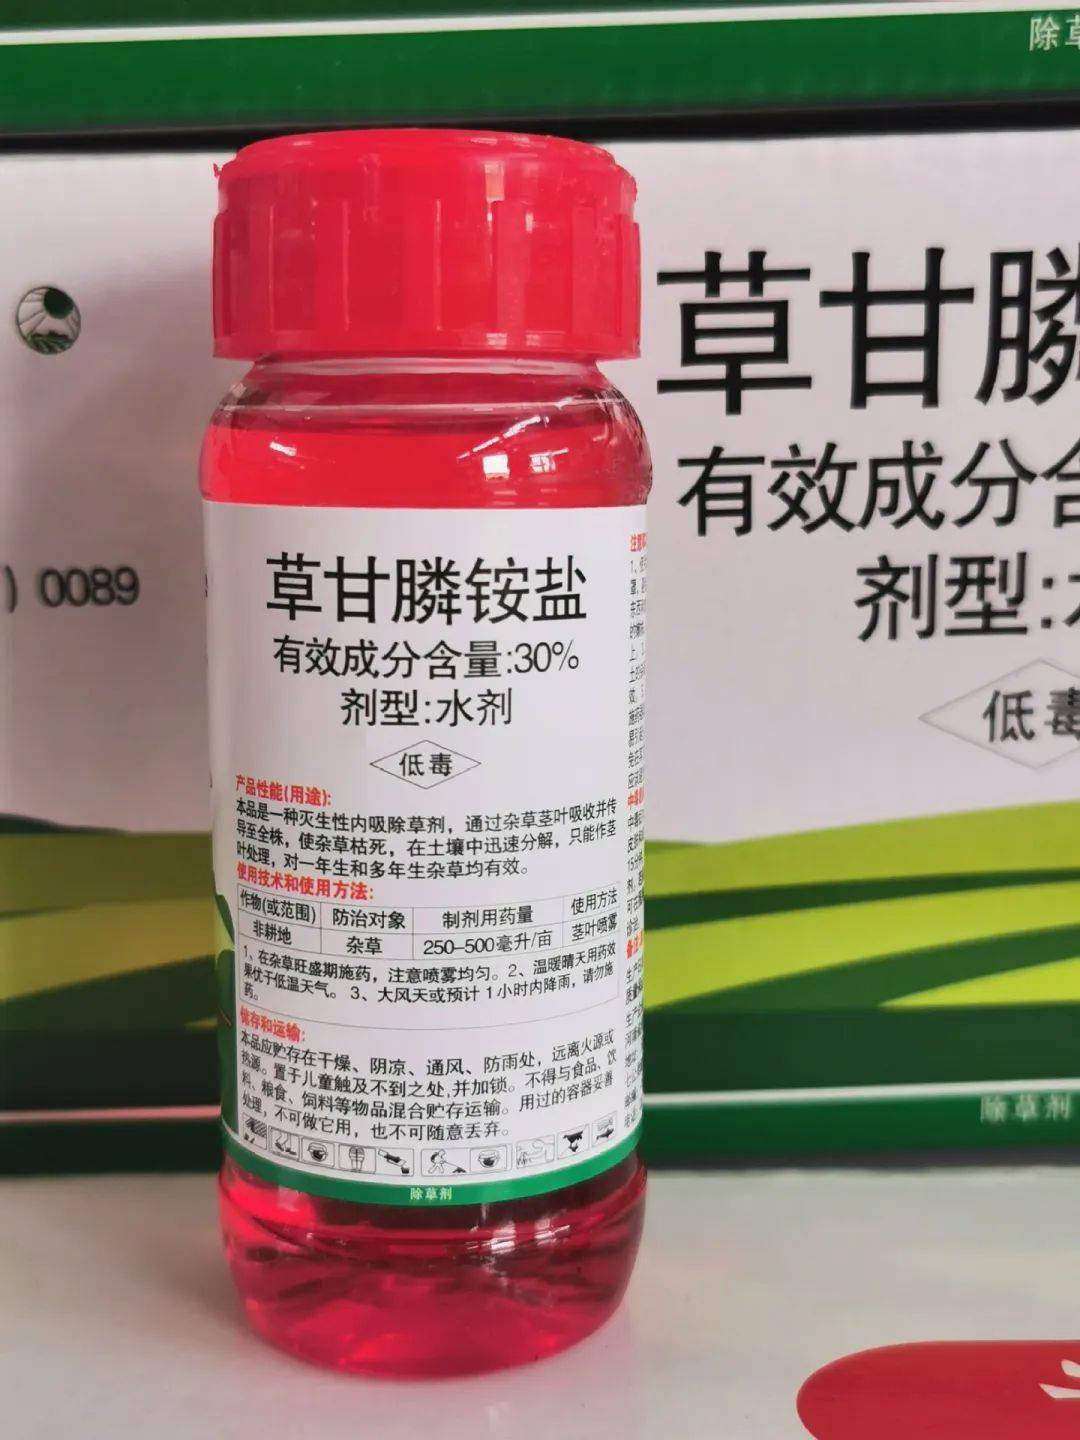 除草
草甘膦
有效成分含
剂型:水
低毒
) 0089
除草剂
草甘膦铵盐
有效成分含量:30%
剂型:水剂
低毒
产品性能(用途):
本品是一种灭生性内吸除草剂，通过杂草茎叶吸收并传
导至全株，使杂草枯死，在土壤中迅速分解，只能作茎
叶处理，对一年生和多年生杂草均有效。
使用技术和使用方法:
作物(或范围) 防治对象 制剂用药量 使用方法
非耕地 杂草 250-500毫升/亩 茎叶喷雾
1、在杂草旺盛期施药，注意喷雾均匀。2、温暖晴天用药效
果优于低温天气。 3、大风天或预计1小时内降雨，请勿施
药。
储存和运输:
本品应贮存在干燥、阴凉、通风、防雨处，远离火源或
热源。置于儿童触及不到之处,并加锁。不得与食品、饮
料、粮食、饲料等物品混合贮存运输。用过的容器妥善
处理，不可做它用，也不可随意丢弃。
除草剂